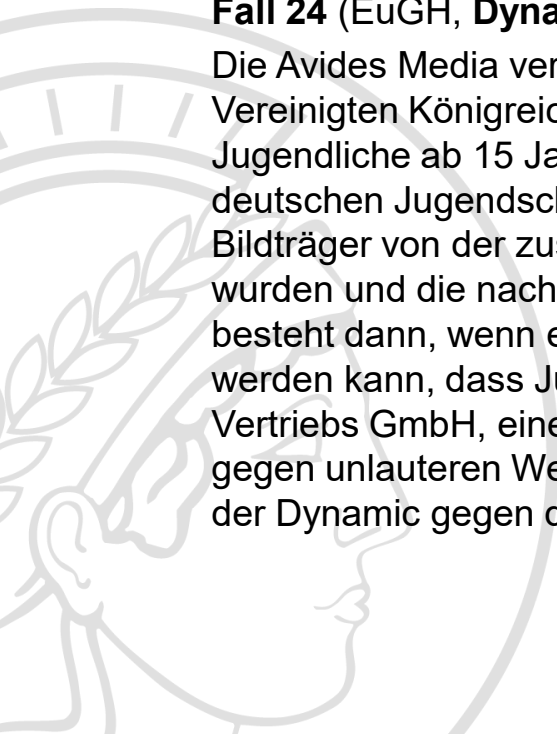 Fall 24 (EuGH, Dyna
Die Avides Media ver
Vereinigten Königreic
Jugendliche ab 15 Ja
deutschen Jugendsch
Bildträger von der zus
wurden und die nach
besteht dann, wenn e
werden kann, dass Ju
Vertriebs GmbH, eine
gegen unlauteren We
der Dynamic gegen d